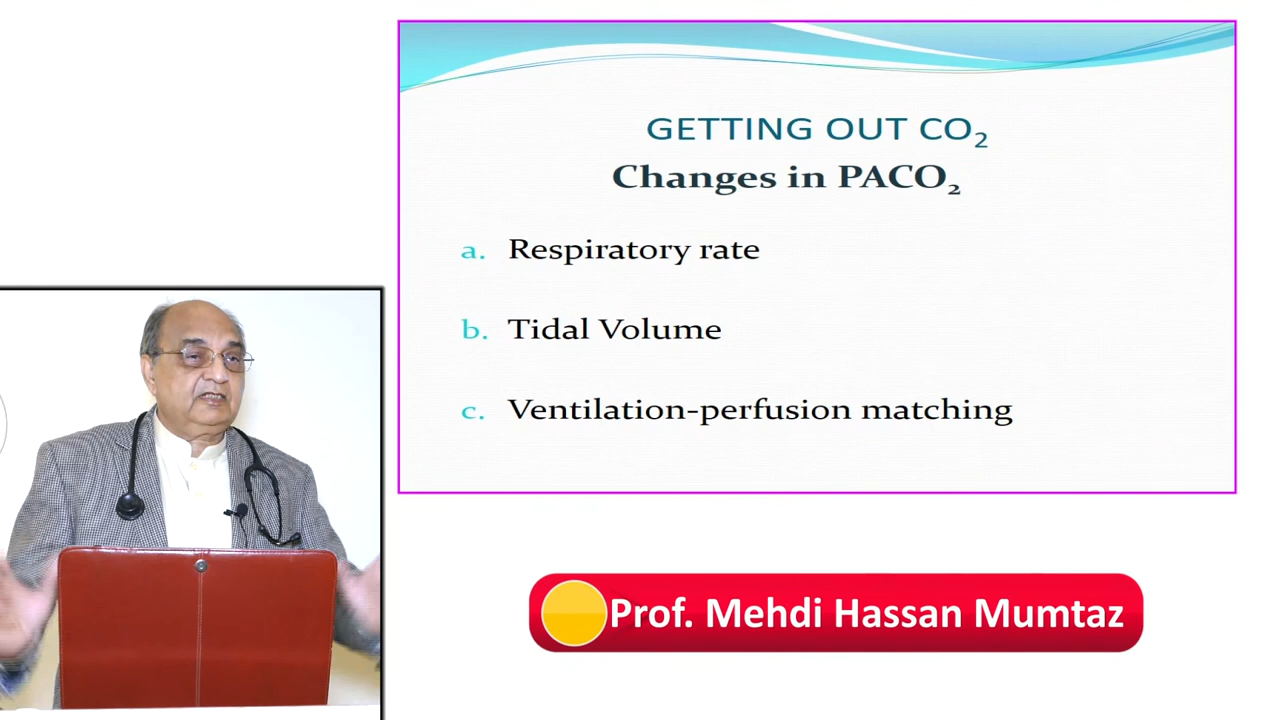 GETTING OUT CO₂
Changes in PACO₂
a. Respiratory rate
b. Tidal Volume
c. Ventilation-perfusion matching
Prof. Mehdi Hassan Mumtaz